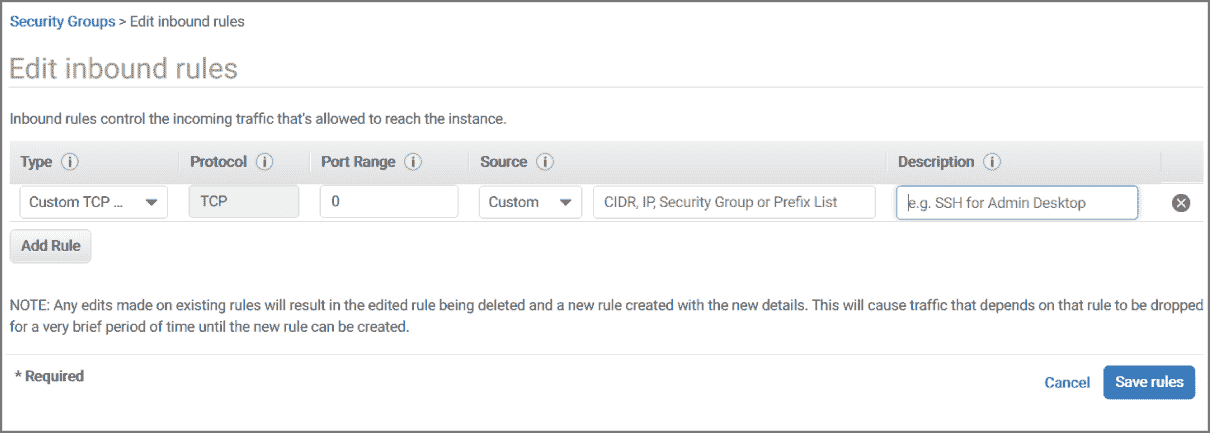 Security Groups > Edit inbound rules
Edit inbound rules
Inbound rules control the incoming traffic that's allowed to reach the instance.
Type Protocol Port Range Source Description
Custom TCP ... TCP 0 Custom CIDR, IP, Security Group or Prefix List e.g. SSH for Admin Desktop
Add Rule
NOTE: Any edits made on existing rules will result in the edited rule being deleted and a new rule created with the new details. This will cause traffic that depends on that rule to be dropped
for a very brief period of time until the new rule can be created.
* Required
Cancel Save rules